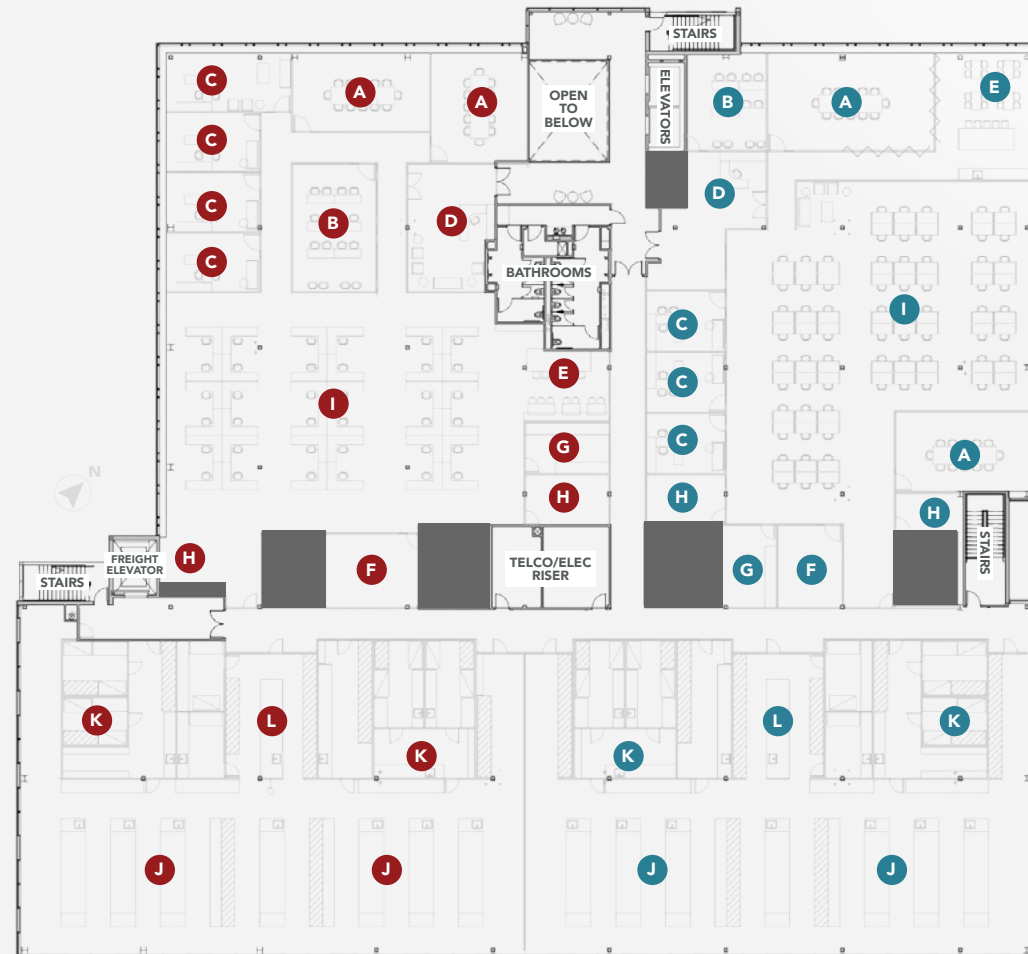 STAIRS
C
A
A
OPEN
TO
BELOW
ELEVATORS
B
A
E
C
C
B
D
D
C
BATHROOMS
I
C
E
C
I
G
C
A
H
H
H
STAIRS
FREIGHT
ELEVATOR
H
F
TELCO/ELEC
RISER
G
F
STAIRS
N
K
L
K
K
L
K
J
J
J
J